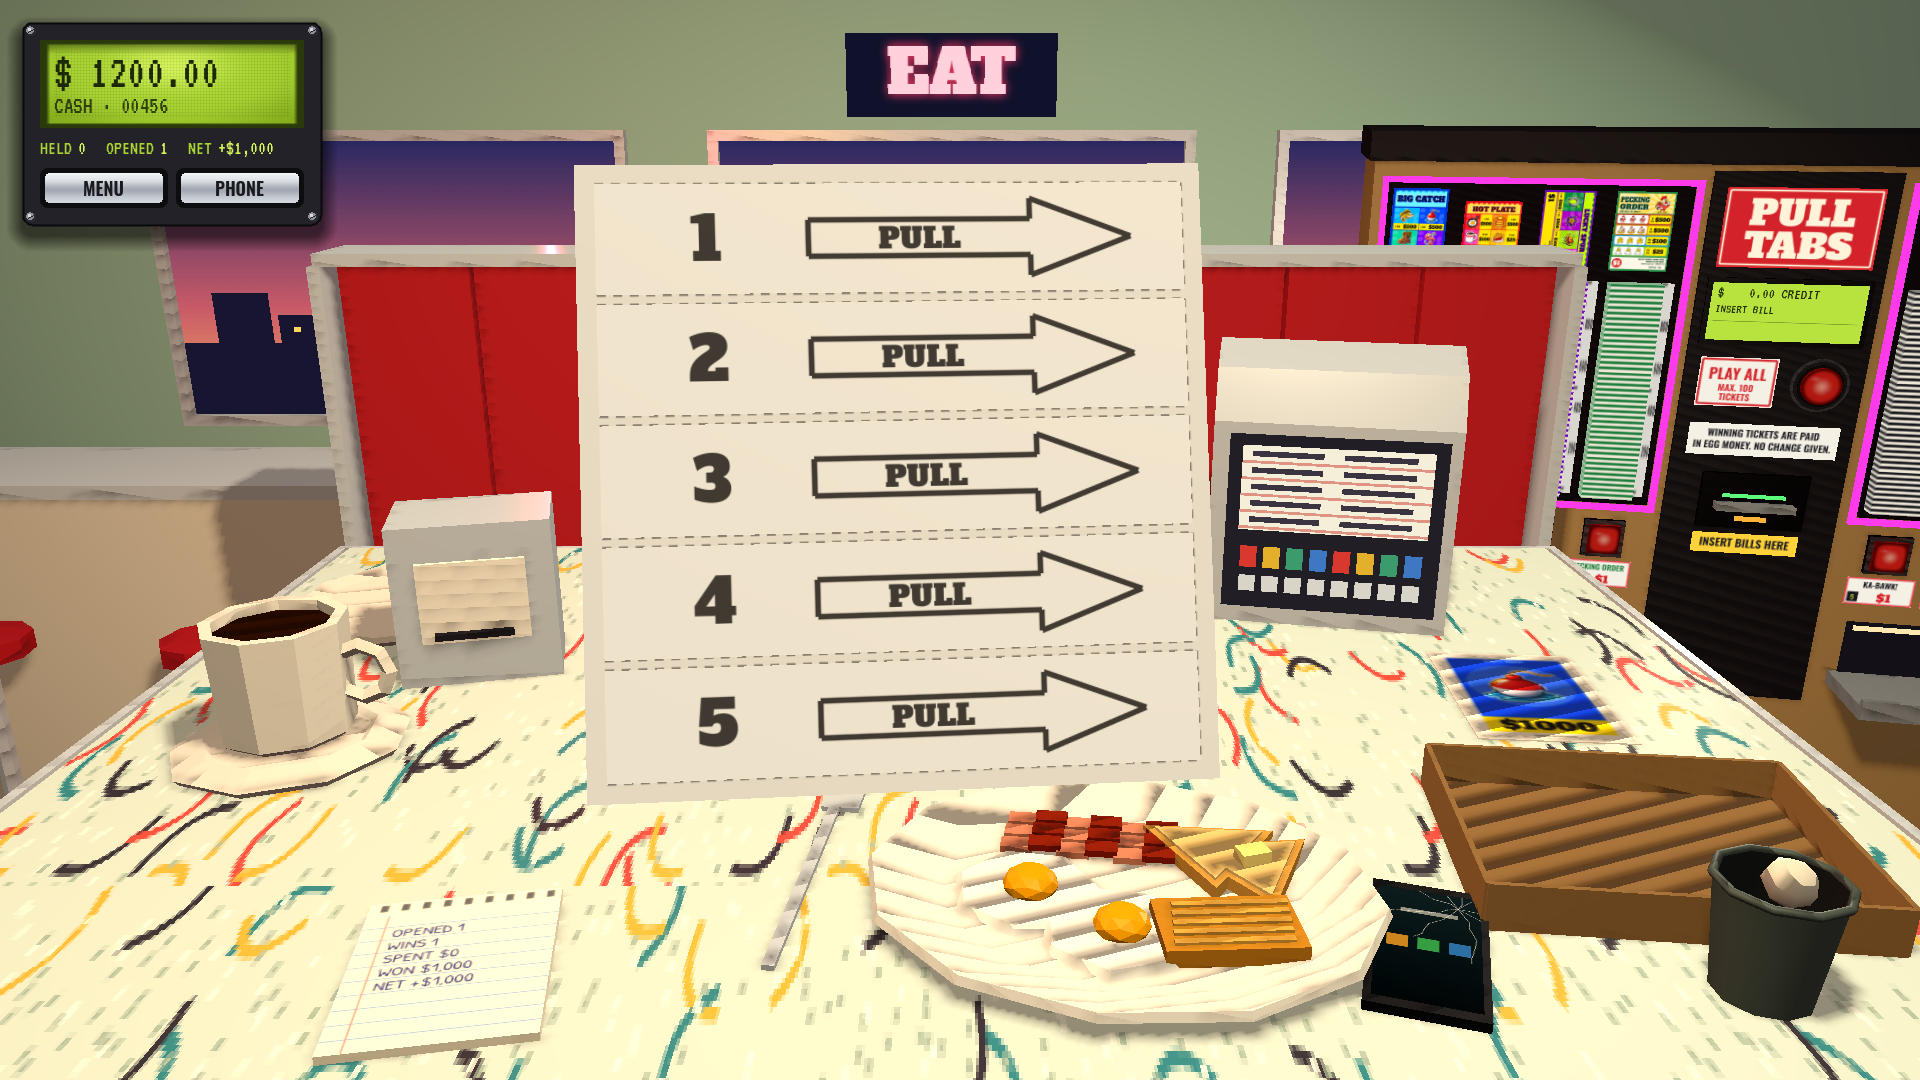 $ 1200.00
CASH · 00456
HELD 0 OPENED 1 NET +$1,000
MENU PHONE
EAT
1 PULL
2 PULL
3 PULL
4 PULL
5 PULL
BIG CATCH
HOT PLATE
PECKING ORDER
PULL TABS
$ 0.00 CREDIT
INSERT BILL
PLAY ALL
MAX. 100
TICKETS
WINNING TICKETS ARE PAID
IN EGG MONEY. NO CHANGE GIVEN.
INSERT BILLS HERE
$1
KA-BAWK!
$1
$1000
OPENED 1
WINS 1
SPENT $0
WON $1,000
NET +$1,000